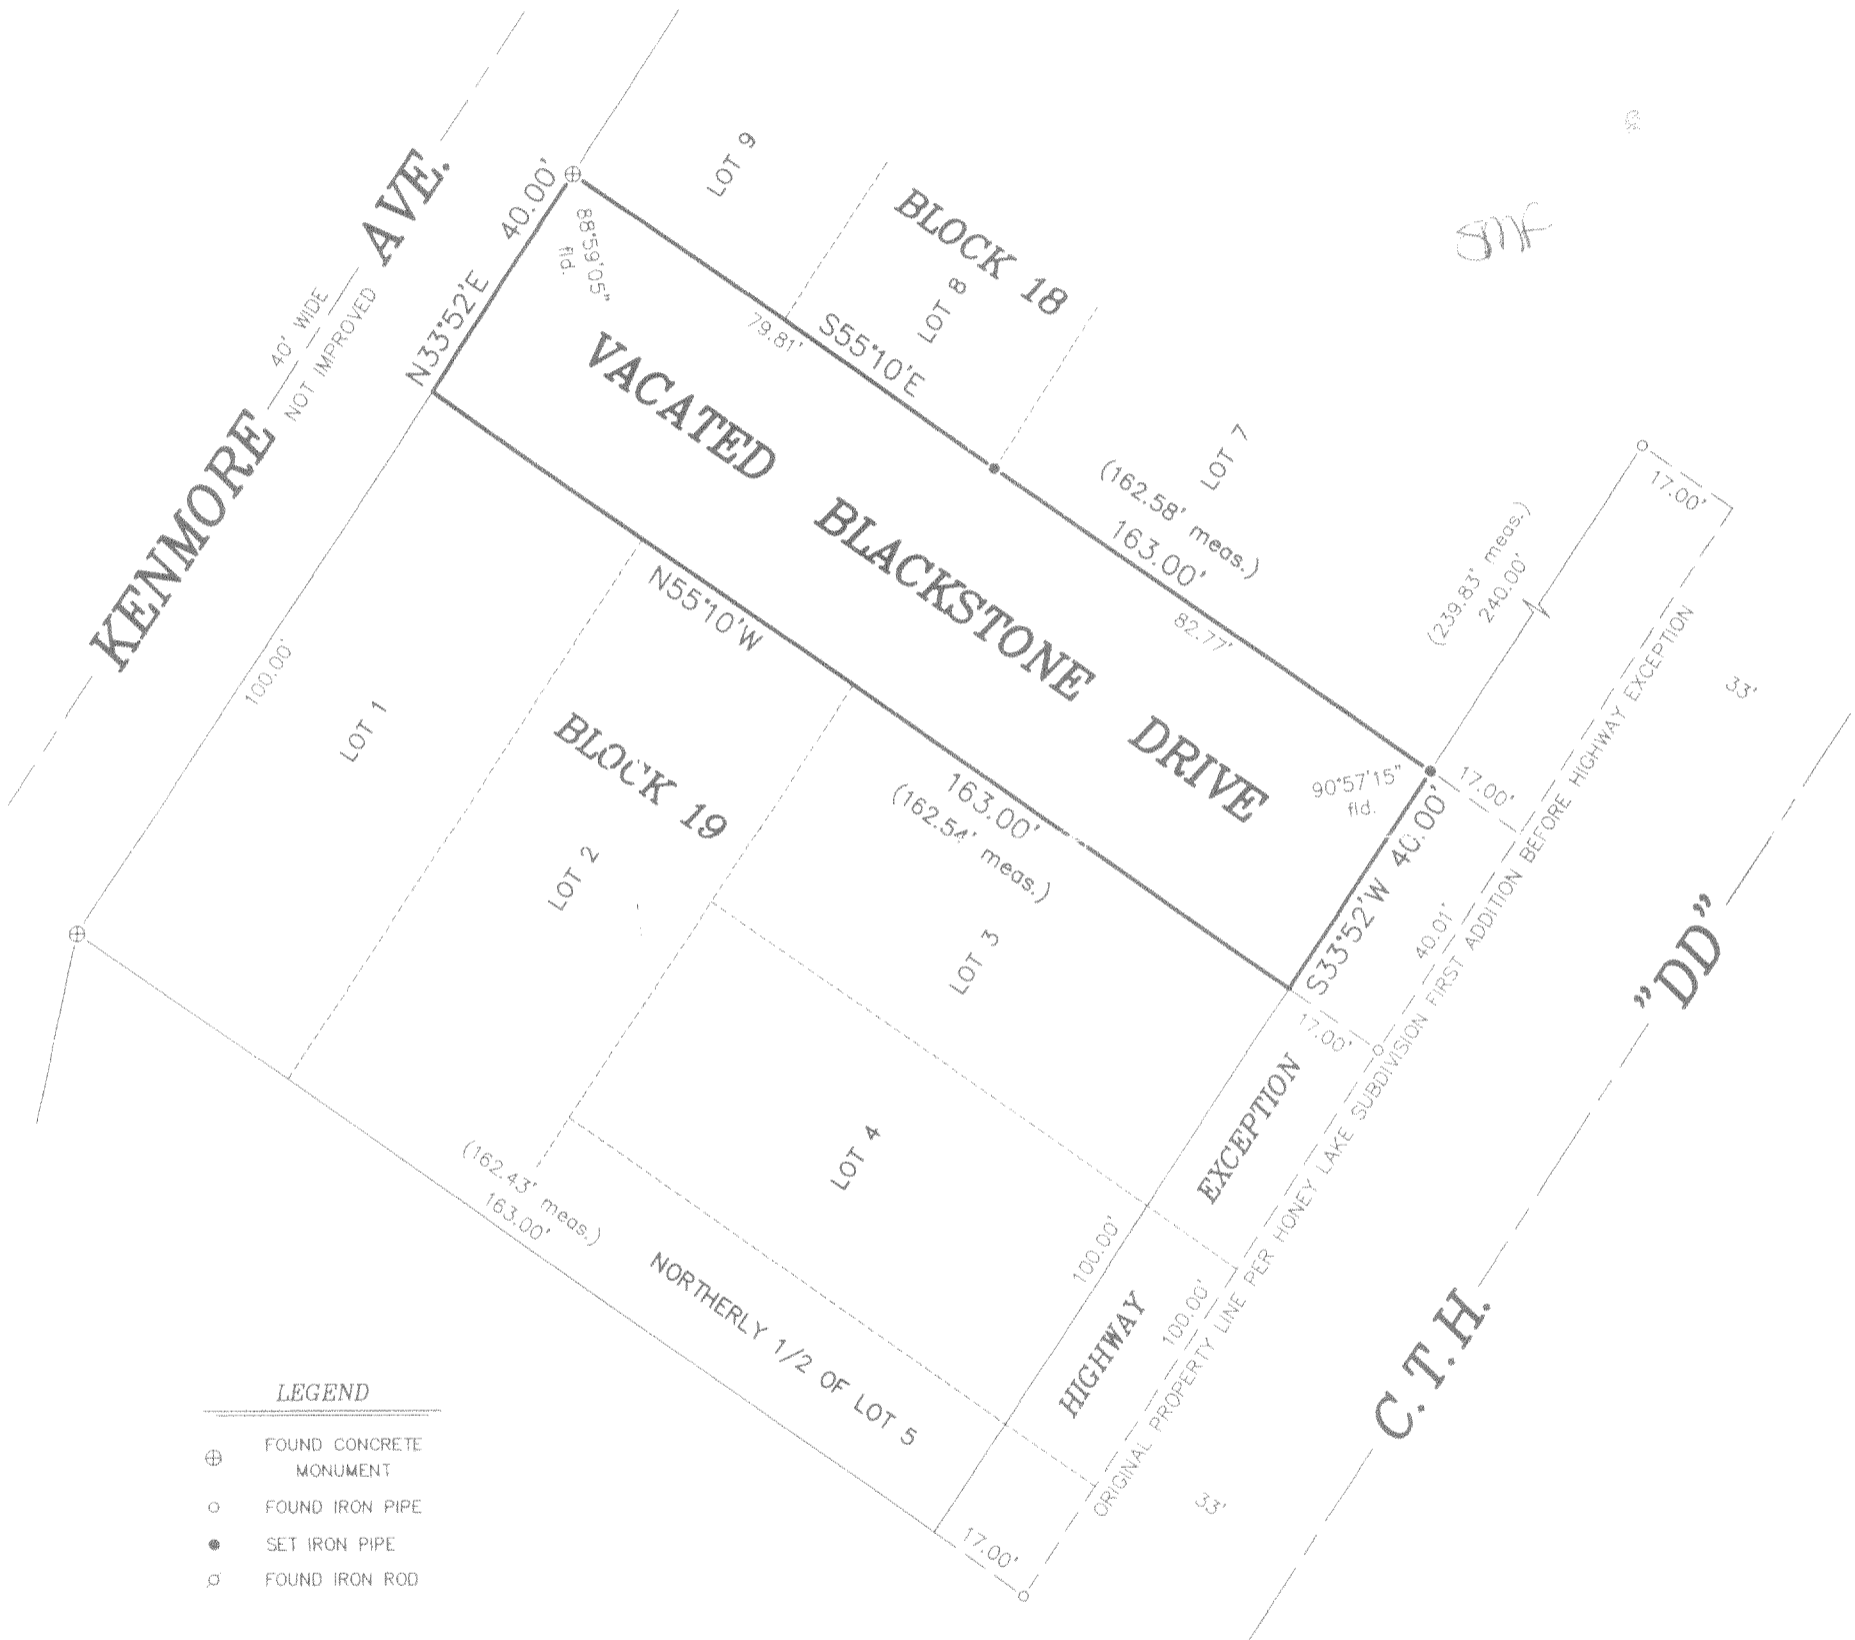 KENMORE AVE.
40' WIDE
NOT IMPROVED
N33°52'E 40.00'
88°59'05"
fld.
LOT 9
BLOCK 18
LOT 8
79.81'
S55°10'E
LOT 7
(162.58' meas.)
163.00'
82.77'
VACATED BLACKSTONE DRIVE
(239.83' meas.)
240.00'
17.00'
33'
90°57'15"
fld.
17.00'
S33°52'W 40.00'
40.01'
17.00'
N55°10'W
163.00'
(162.54' meas.)
100.00'
LOT 1
BLOCK 19
LOT 2
LOT 3
LOT 4
(162.43' meas.)
163.00'
NORTHERLY 1/2 OF LOT 5
100.00'
HIGHWAY EXCEPTION
100.00'
ORIGINAL PROPERTY LINE PER HONEY LAKE SUBDIVISION FIRST ADDITION BEFORE HIGHWAY EXCEPTION
17.00'
33'
C.T.H. "DD"
LEGEND
FOUND CONCRETE
MONUMENT
FOUND IRON PIPE
SET IRON PIPE
FOUND IRON ROD